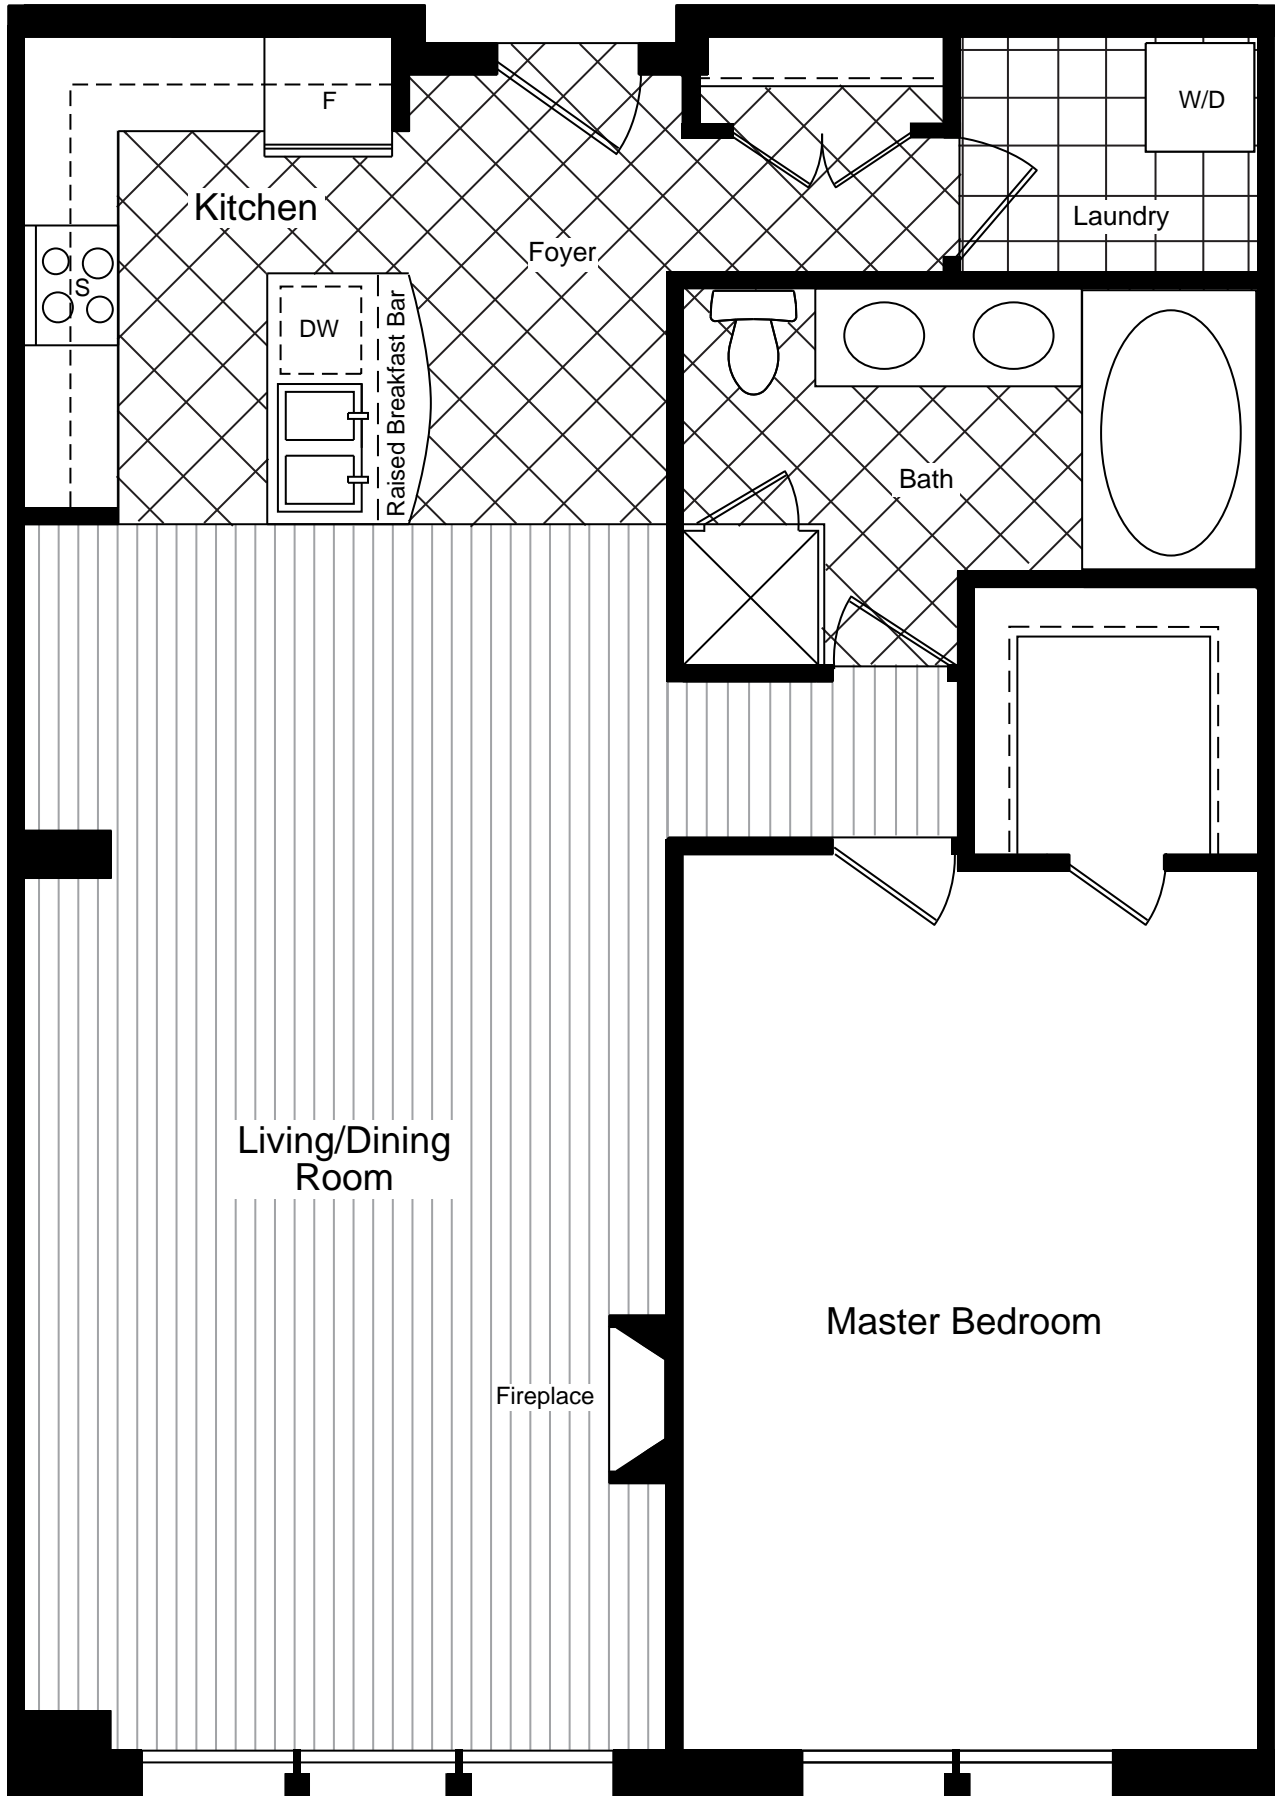 F
W/D
Kitchen
Laundry
Foyer
S
DW
Raised Breakfast Bar
Bath
Living/Dining
Room
Master Bedroom
Fireplace